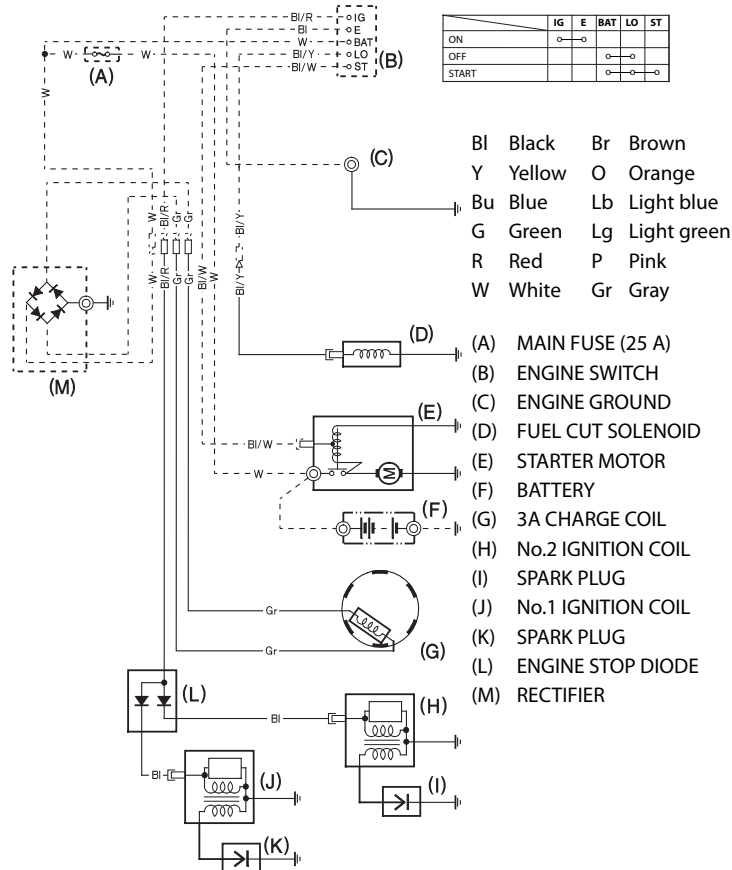 Bl/R IG
Bl E
W BAT
Bl/Y LO
Bl/W ST
(B)
W W
(A)
IG E BAT LO ST
ON
OFF
START
W
(C)
W Bl/R Gr Gr
Bl/Y
W Bl/R Gr Gr
Bl/W W Bl/Y
(M)
(D)
(E)
Bl/W
W
M
(F)
Gr
Gr
(G)
(L)
Bl
(H)
Bl
(J)
(I)
(K)
Bl Black Br Brown
Y Yellow O Orange
Bu Blue Lb Light blue
G Green Lg Light green
R Red P Pink
W White Gr Gray
(A) MAIN FUSE (25 A)
(B) ENGINE SWITCH
(C) ENGINE GROUND
(D) FUEL CUT SOLENOID
(E) STARTER MOTOR
(F) BATTERY
(G) 3A CHARGE COIL
(H) No.2 IGNITION COIL
(I) SPARK PLUG
(J) No.1 IGNITION COIL
(K) SPARK PLUG
(L) ENGINE STOP DIODE
(M) RECTIFIER